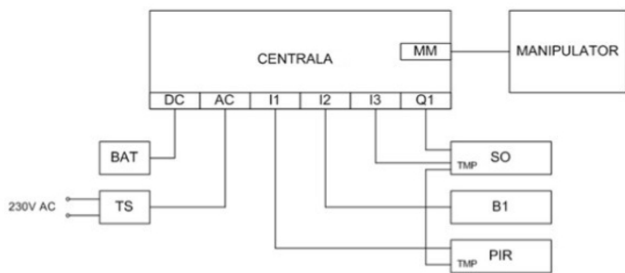 CENTRALA
MM
MANIPULATOR
DC AC I1 I2 I3 Q1
BAT
SO
TMP
230V AC
TS
B1
PIR
TMP